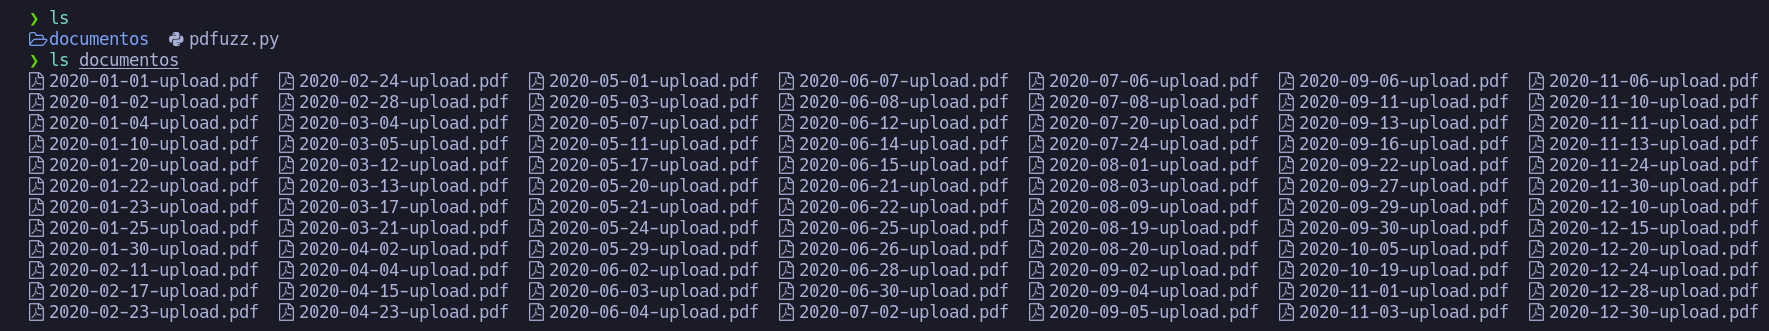 ❯ ls
documentos pdfuzz.py
❯ ls documentos
2020-01-01-upload.pdf 2020-02-24-upload.pdf 2020-05-01-upload.pdf 2020-06-07-upload.pdf 2020-07-06-upload.pdf 2020-09-06-upload.pdf 2020-11-06-upload.pdf
2020-01-02-upload.pdf 2020-02-28-upload.pdf 2020-05-03-upload.pdf 2020-06-08-upload.pdf 2020-07-08-upload.pdf 2020-09-11-upload.pdf 2020-11-10-upload.pdf
2020-01-04-upload.pdf 2020-03-04-upload.pdf 2020-05-07-upload.pdf 2020-06-12-upload.pdf 2020-07-20-upload.pdf 2020-09-13-upload.pdf 2020-11-11-upload.pdf
2020-01-10-upload.pdf 2020-03-05-upload.pdf 2020-05-11-upload.pdf 2020-06-14-upload.pdf 2020-07-24-upload.pdf 2020-09-16-upload.pdf 2020-11-13-upload.pdf
2020-01-20-upload.pdf 2020-03-12-upload.pdf 2020-05-17-upload.pdf 2020-06-15-upload.pdf 2020-08-01-upload.pdf 2020-09-22-upload.pdf 2020-11-24-upload.pdf
2020-01-22-upload.pdf 2020-03-13-upload.pdf 2020-05-20-upload.pdf 2020-06-21-upload.pdf 2020-08-03-upload.pdf 2020-09-27-upload.pdf 2020-11-30-upload.pdf
2020-01-23-upload.pdf 2020-03-17-upload.pdf 2020-05-21-upload.pdf 2020-06-22-upload.pdf 2020-08-09-upload.pdf 2020-09-29-upload.pdf 2020-12-10-upload.pdf
2020-01-25-upload.pdf 2020-03-21-upload.pdf 2020-05-24-upload.pdf 2020-06-25-upload.pdf 2020-08-19-upload.pdf 2020-09-30-upload.pdf 2020-12-15-upload.pdf
2020-01-30-upload.pdf 2020-04-02-upload.pdf 2020-05-29-upload.pdf 2020-06-26-upload.pdf 2020-08-20-upload.pdf 2020-10-05-upload.pdf 2020-12-20-upload.pdf
2020-02-11-upload.pdf 2020-04-04-upload.pdf 2020-06-02-upload.pdf 2020-06-28-upload.pdf 2020-09-02-upload.pdf 2020-10-19-upload.pdf 2020-12-24-upload.pdf
2020-02-17-upload.pdf 2020-04-15-upload.pdf 2020-06-03-upload.pdf 2020-06-30-upload.pdf 2020-09-04-upload.pdf 2020-11-01-upload.pdf 2020-12-28-upload.pdf
2020-02-23-upload.pdf 2020-04-23-upload.pdf 2020-06-04-upload.pdf 2020-07-02-upload.pdf 2020-09-05-upload.pdf 2020-11-03-upload.pdf 2020-12-30-upload.pdf